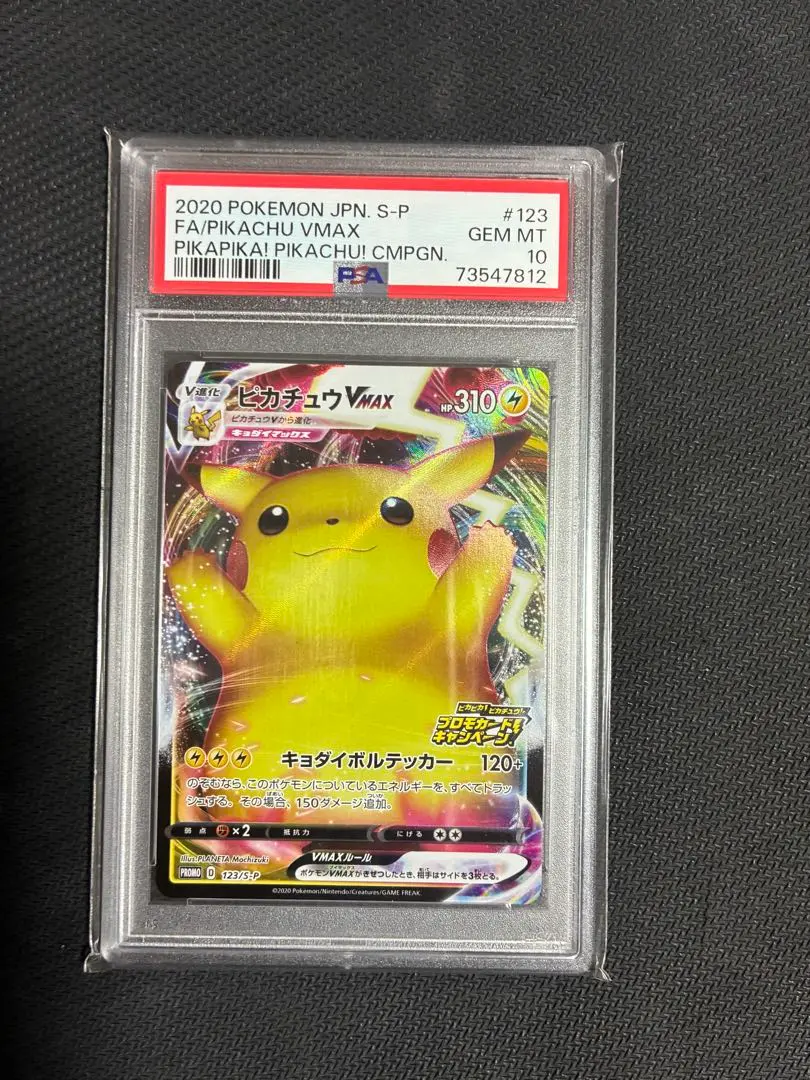 2020 POKEMON JPN. S-P #123
FA/PIKACHU VMAX GEM MT
PIKAPIKA! PIKACHU! CMPGN. 10
PSA 73547812
V進化 ピカチュウVMAX HP310
ピカチュウVから進化
キョダイマックス
ピカピカ! ピカチュウ!
プロモカード
キャンペーン!
キョダイボルテッカー 120+
のぞむなら、このポケモンについているエネルギーを、すべてトラッ
シュする。その場合、150ダメージ追加。
弱点 ×2 抵抗力 にげる
Illus.PLANETA Mochizuki
VMAXルール
PROMO D 123/S-P
ポケモンVMAXがきぜつしたとき、相手はサイドを3枚とる。
©2020 Pokémon/Nintendo/Creatures/GAME FREAK.